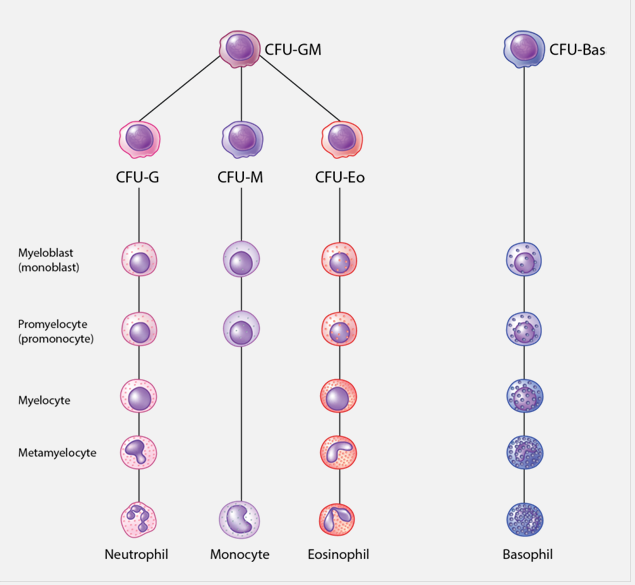 CFU-GM
CFU-Bas
CFU-G
CFU-M
CFU-Eo
Myeloblast
(monoblast)
Promyelocyte
(promonocyte)
Myelocyte
Metamyelocyte
Neutrophil
Monocyte
Eosinophil
Basophil